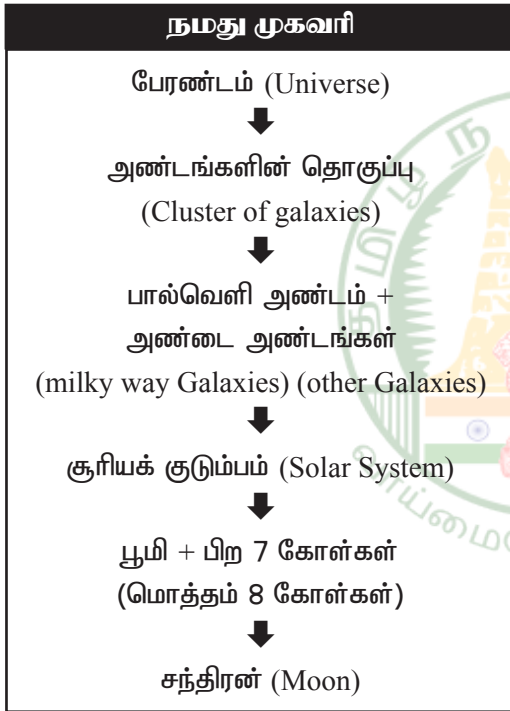 நமது முகவரி
பேரண்டம் (Universe)
அண்டங்களின் தொகுப்பு
(Cluster of galaxies)
பால்வெளி அண்டம் +
அண்டை அண்டங்கள்
(milky way Galaxies) (other Galaxies)
சூரியக் குடும்பம் (Solar System)
பூமி + பிற 7 கோள்கள்
(மொத்தம் 8 கோள்கள்)
சந்திரன் (Moon)